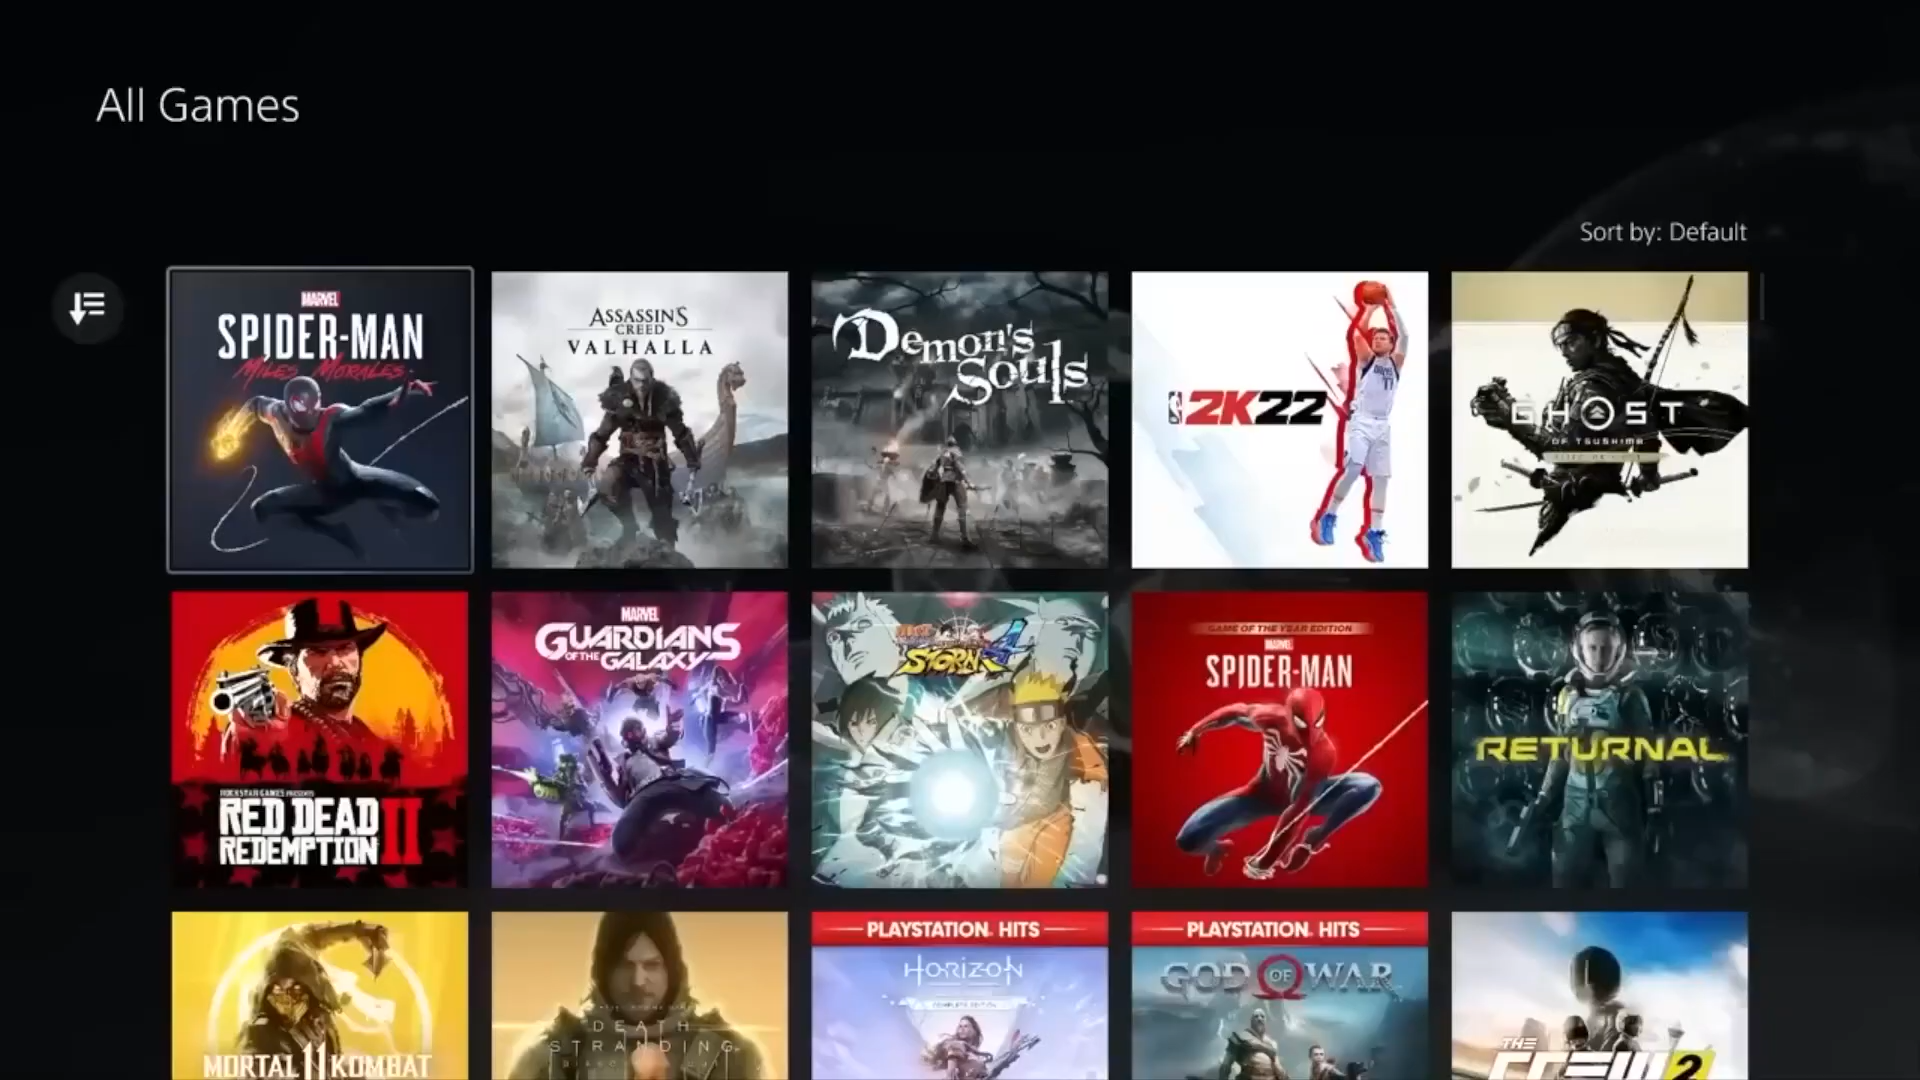 All Games
Sort by: Default
MARVEL
SPIDER-MAN
MILES MORALES
ASSASSIN'S
CREED
VALHALLA
Demon's
Souls
2K22
GHOST
OF TSUSHIMA
ROCKSTAR GAMES PRESENTS
RED DEAD
REDEMPTION II
MARVEL
GUARDIANS
OF THE
GALAXY
STORM 4
GAME OF THE YEAR EDITION
MARVEL
SPIDER-MAN
RETURNAL
MORTAL 11 KOMBAT
DEATH
STRANDING
PLAYSTATION HITS
HORIZON
COMPLETE EDITION
PLAYSTATION HITS
GOD OF WAR
THE
CREW 2